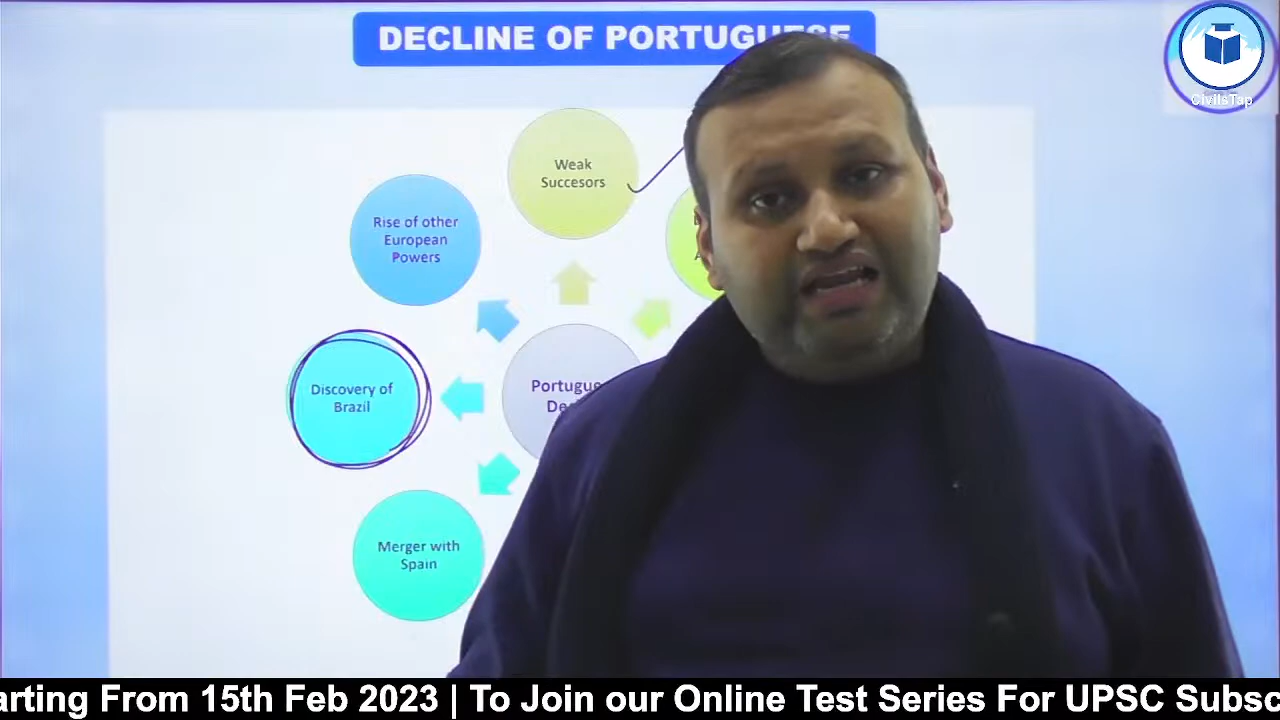 DECLINE OF PORTUGUESE
CivilsTap
Weak
Succesors
Rise of other
European
Powers
Discovery of
Brazil
Merger with
Spain
arting From 15th Feb 2023 | To Join our Online Test Series For UPSC Subsc